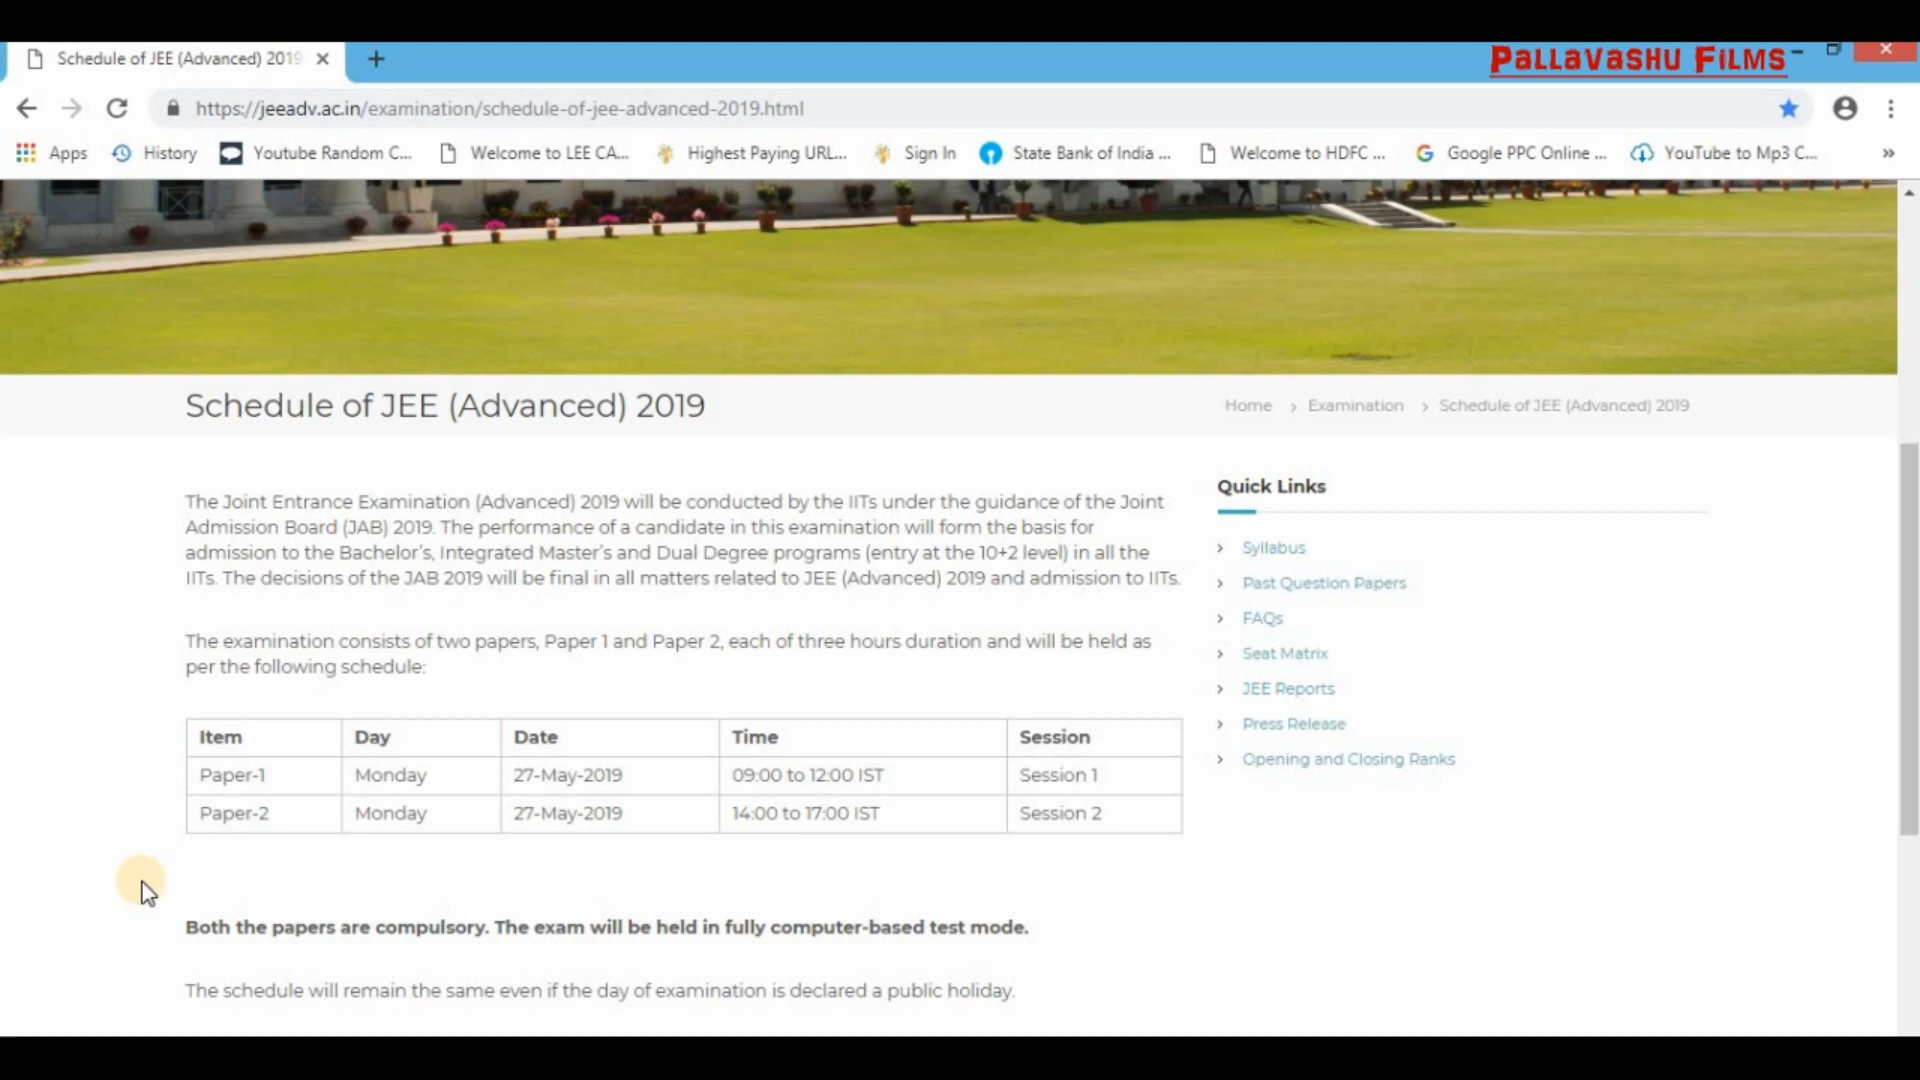 Schedule of JEE (Advanced) 2019
PALLAVASHU FILMS
https://jeeadv.ac.in/examination/schedule-of-jee-advanced-2019.html
Apps History Youtube Random C... Welcome to LEE CA... Highest Paying URL... Sign In State Bank of India ... Welcome to HDFC ... Google PPC Online ... YouTube to Mp3 C... »
Schedule of JEE (Advanced) 2019
Home > Examination > Schedule of JEE (Advanced) 2019
The Joint Entrance Examination (Advanced) 2019 will be conducted by the IITs under the guidance of the Joint
Admission Board (JAB) 2019. The performance of a candidate in this examination will form the basis for
admission to the Bachelor's, Integrated Master's and Dual Degree programs (entry at the 10+2 level) in all the
IITs. The decisions of the JAB 2019 will be final in all matters related to JEE (Advanced) 2019 and admission to IITs.
The examination consists of two papers, Paper 1 and Paper 2, each of three hours duration and will be held as
per the following schedule:
Item Day Date Time Session
Paper-1 Monday 27-May-2019 09:00 to 12:00 IST Session 1
Paper-2 Monday 27-May-2019 14:00 to 17:00 IST Session 2
Both the papers are compulsory. The exam will be held in fully computer-based test mode.
The schedule will remain the same even if the day of examination is declared a public holiday.
Quick Links
> Syllabus
> Past Question Papers
> FAQs
> Seat Matrix
> JEE Reports
> Press Release
> Opening and Closing Ranks